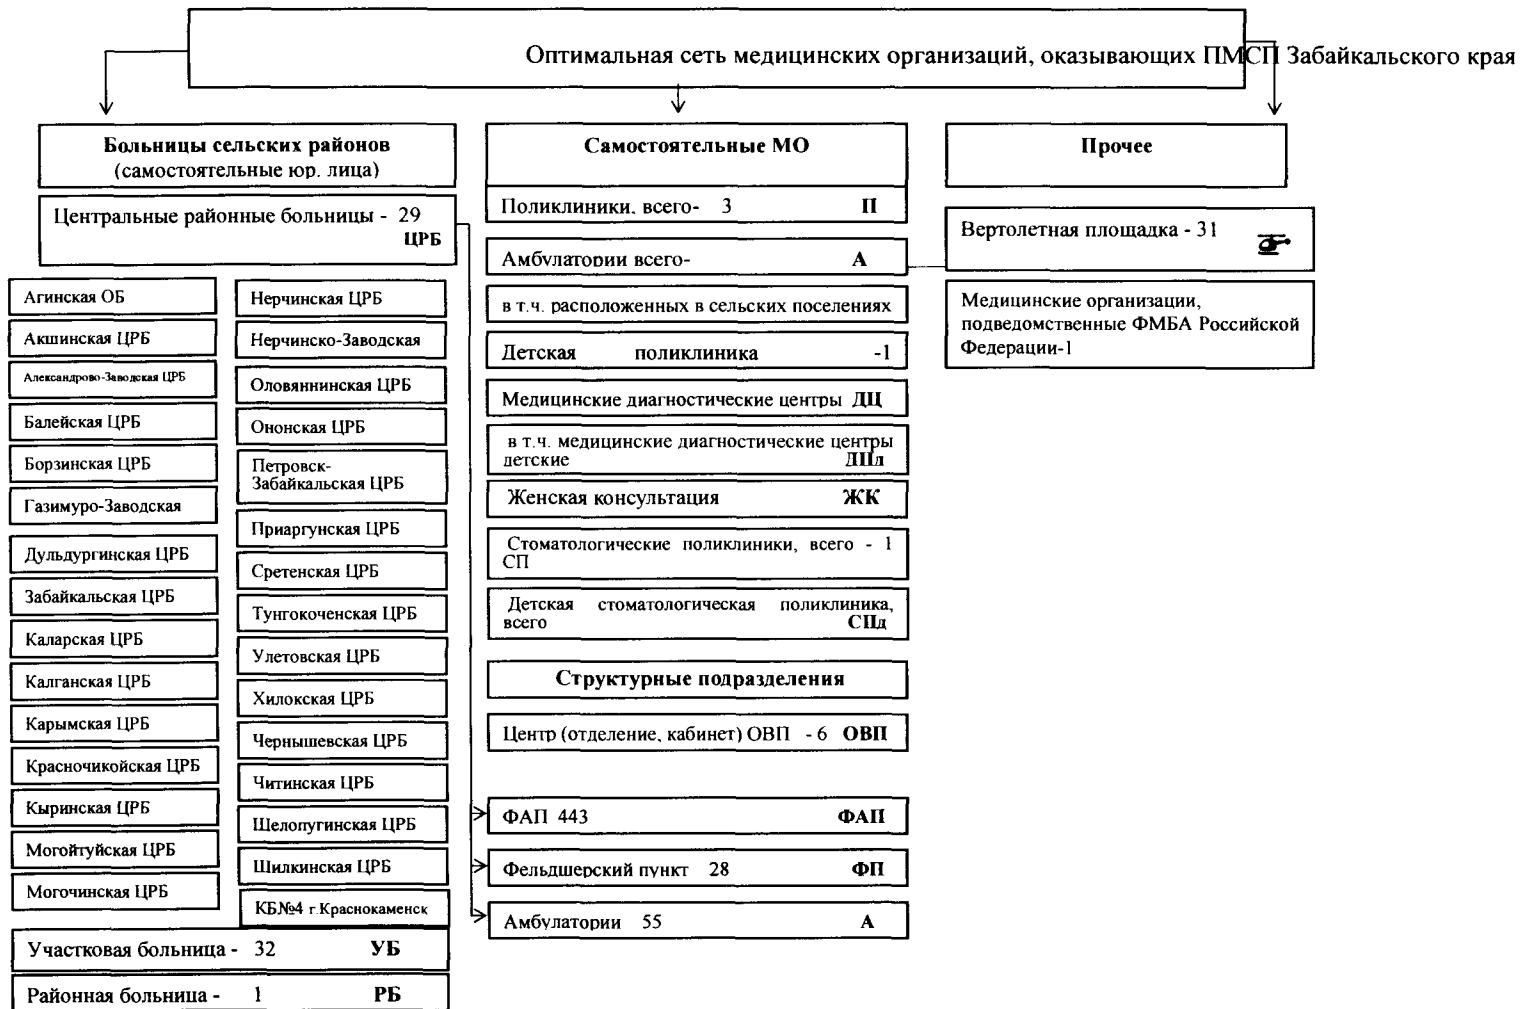 Оптимальная сеть медицинских организаций, оказывающих ПМСП Забайкальского края
Больницы сельских районов
(самостоятельные юр. лица)
Центральные районные больницы - 29
ЦРБ
Агинская ОБ
Акшинская ЦРБ
Александрово-Заводская ЦРБ
Балейская ЦРБ
Борзинская ЦРБ
Газимуро-Заводская
Дульдургинская ЦРБ
Забайкальская ЦРБ
Каларская ЦРБ
Калганская ЦРБ
Карымская ЦРБ
Красночикойская ЦРБ
Кыринская ЦРБ
Могойтуйская ЦРБ
Могочинская ЦРБ
Нерчинская ЦРБ
Нерчинско-Заводская
Оловяннинская ЦРБ
Ононская ЦРБ
Петровск-
Забайкальская ЦРБ
Приаргунская ЦРБ
Сретенская ЦРБ
Тунгокоченская ЦРБ
Улетовская ЦРБ
Хилокская ЦРБ
Чернышевская ЦРБ
Читинская ЦРБ
Шелопугинская ЦРБ
Шилкинская ЦРБ
КБ№4 г.Краснокаменск
Участковая больница - 32 УБ
Районная больница - 1 РБ
Самостоятельные МО
Поликлиники, всего- 3 П
Амбулатории всего- А
в т.ч. расположенных в сельских поселениях
Детская поликлиника -1
Медицинские диагностические центры ДЦ
в т.ч. медицинские диагностические центры
детские ДЦд
Женская консультация ЖК
Стоматологические поликлиники, всего - 1
СП
Детская стоматологическая поликлиника,
всего СПд
Структурные подразделения
Центр (отделение, кабинет) ОВП - 6 ОВП
ФАП 443 ФАП
Фельдшерский пункт 28 ФП
Амбулатории 55 А
Прочее
Вертолетная площадка - 31
Медицинские организации,
подведомственные ФМБА Российской
Федерации-1